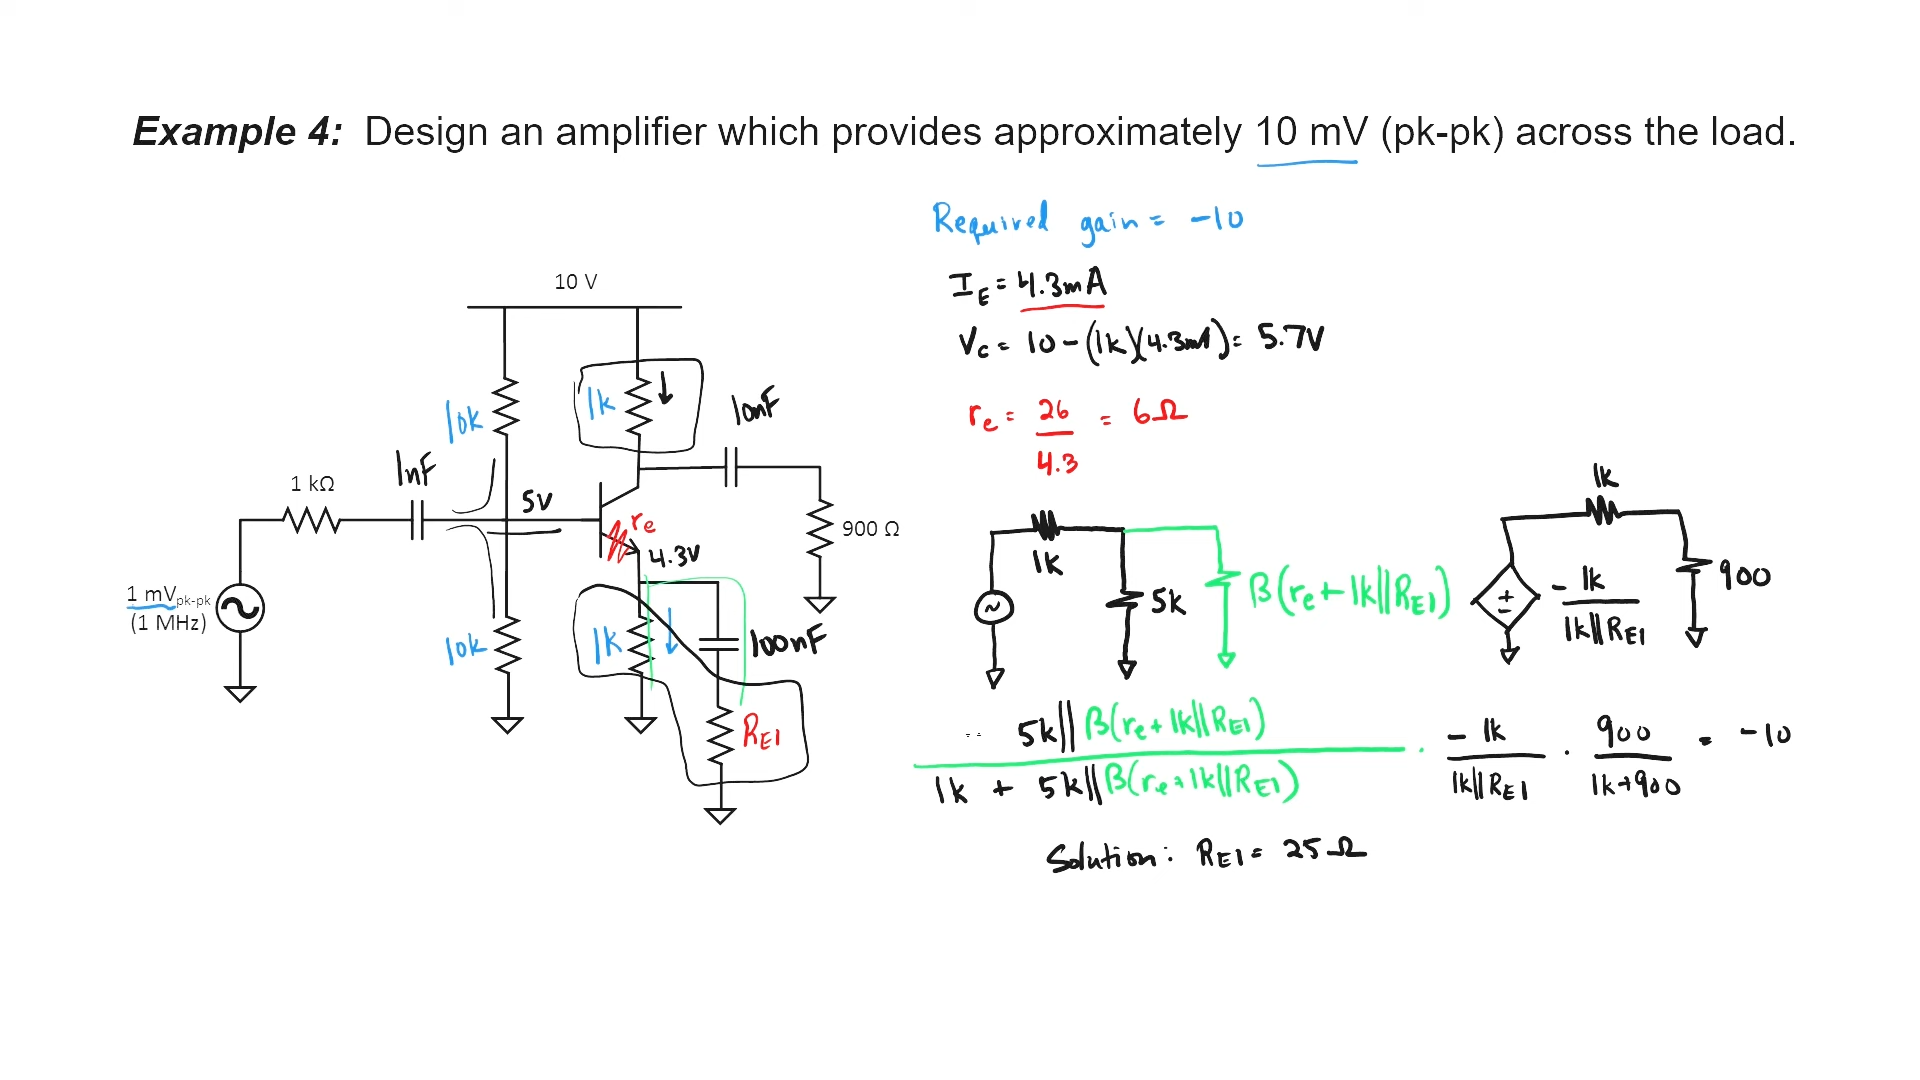 Example 4: Design an amplifier which provides approximately 10 mV (pk-pk) across the load.
Required gain = -10
I_E = 4.3mA
V_C = 10 - (1k)(4.3mA) = 5.7V
r_e = 26 / 4.3 = 6Ω
10 V
10k
1k
10nF
1 kΩ
1nF
5V
r_e
4.3V
900 Ω
1 mVpk-pk
(1 MHz)
10k
1k
100nF
R_E1
1k
5k
β(r_e + 1k||R_E1)
1k
+
-
- 1k / 1k||R_E1
900
5k||β(r_e + 1k||R_E1) / 1k + 5k||β(r_e + 1k||R_E1) · -1k / 1k||R_E1 · 900 / 1k+900 = -10
Solution: R_E1 = 25Ω